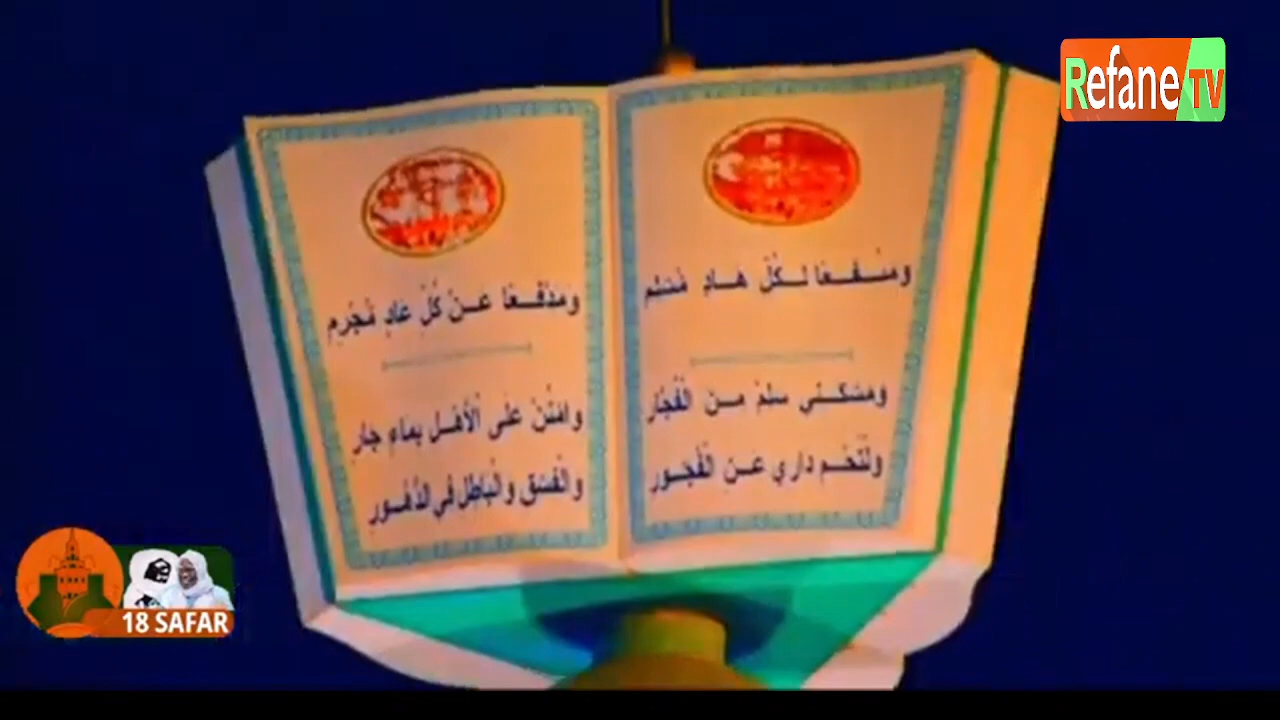 Refane TV
ومنفعا لكل هاد مسلم
ومسكني سلم من الفجار
ولتحم داري عن الفجور
ومدفعا عن كل عاد مجرم
وامنن على الأهل بماء جار
والفسق والباطل في الدهور
18 SAFAR